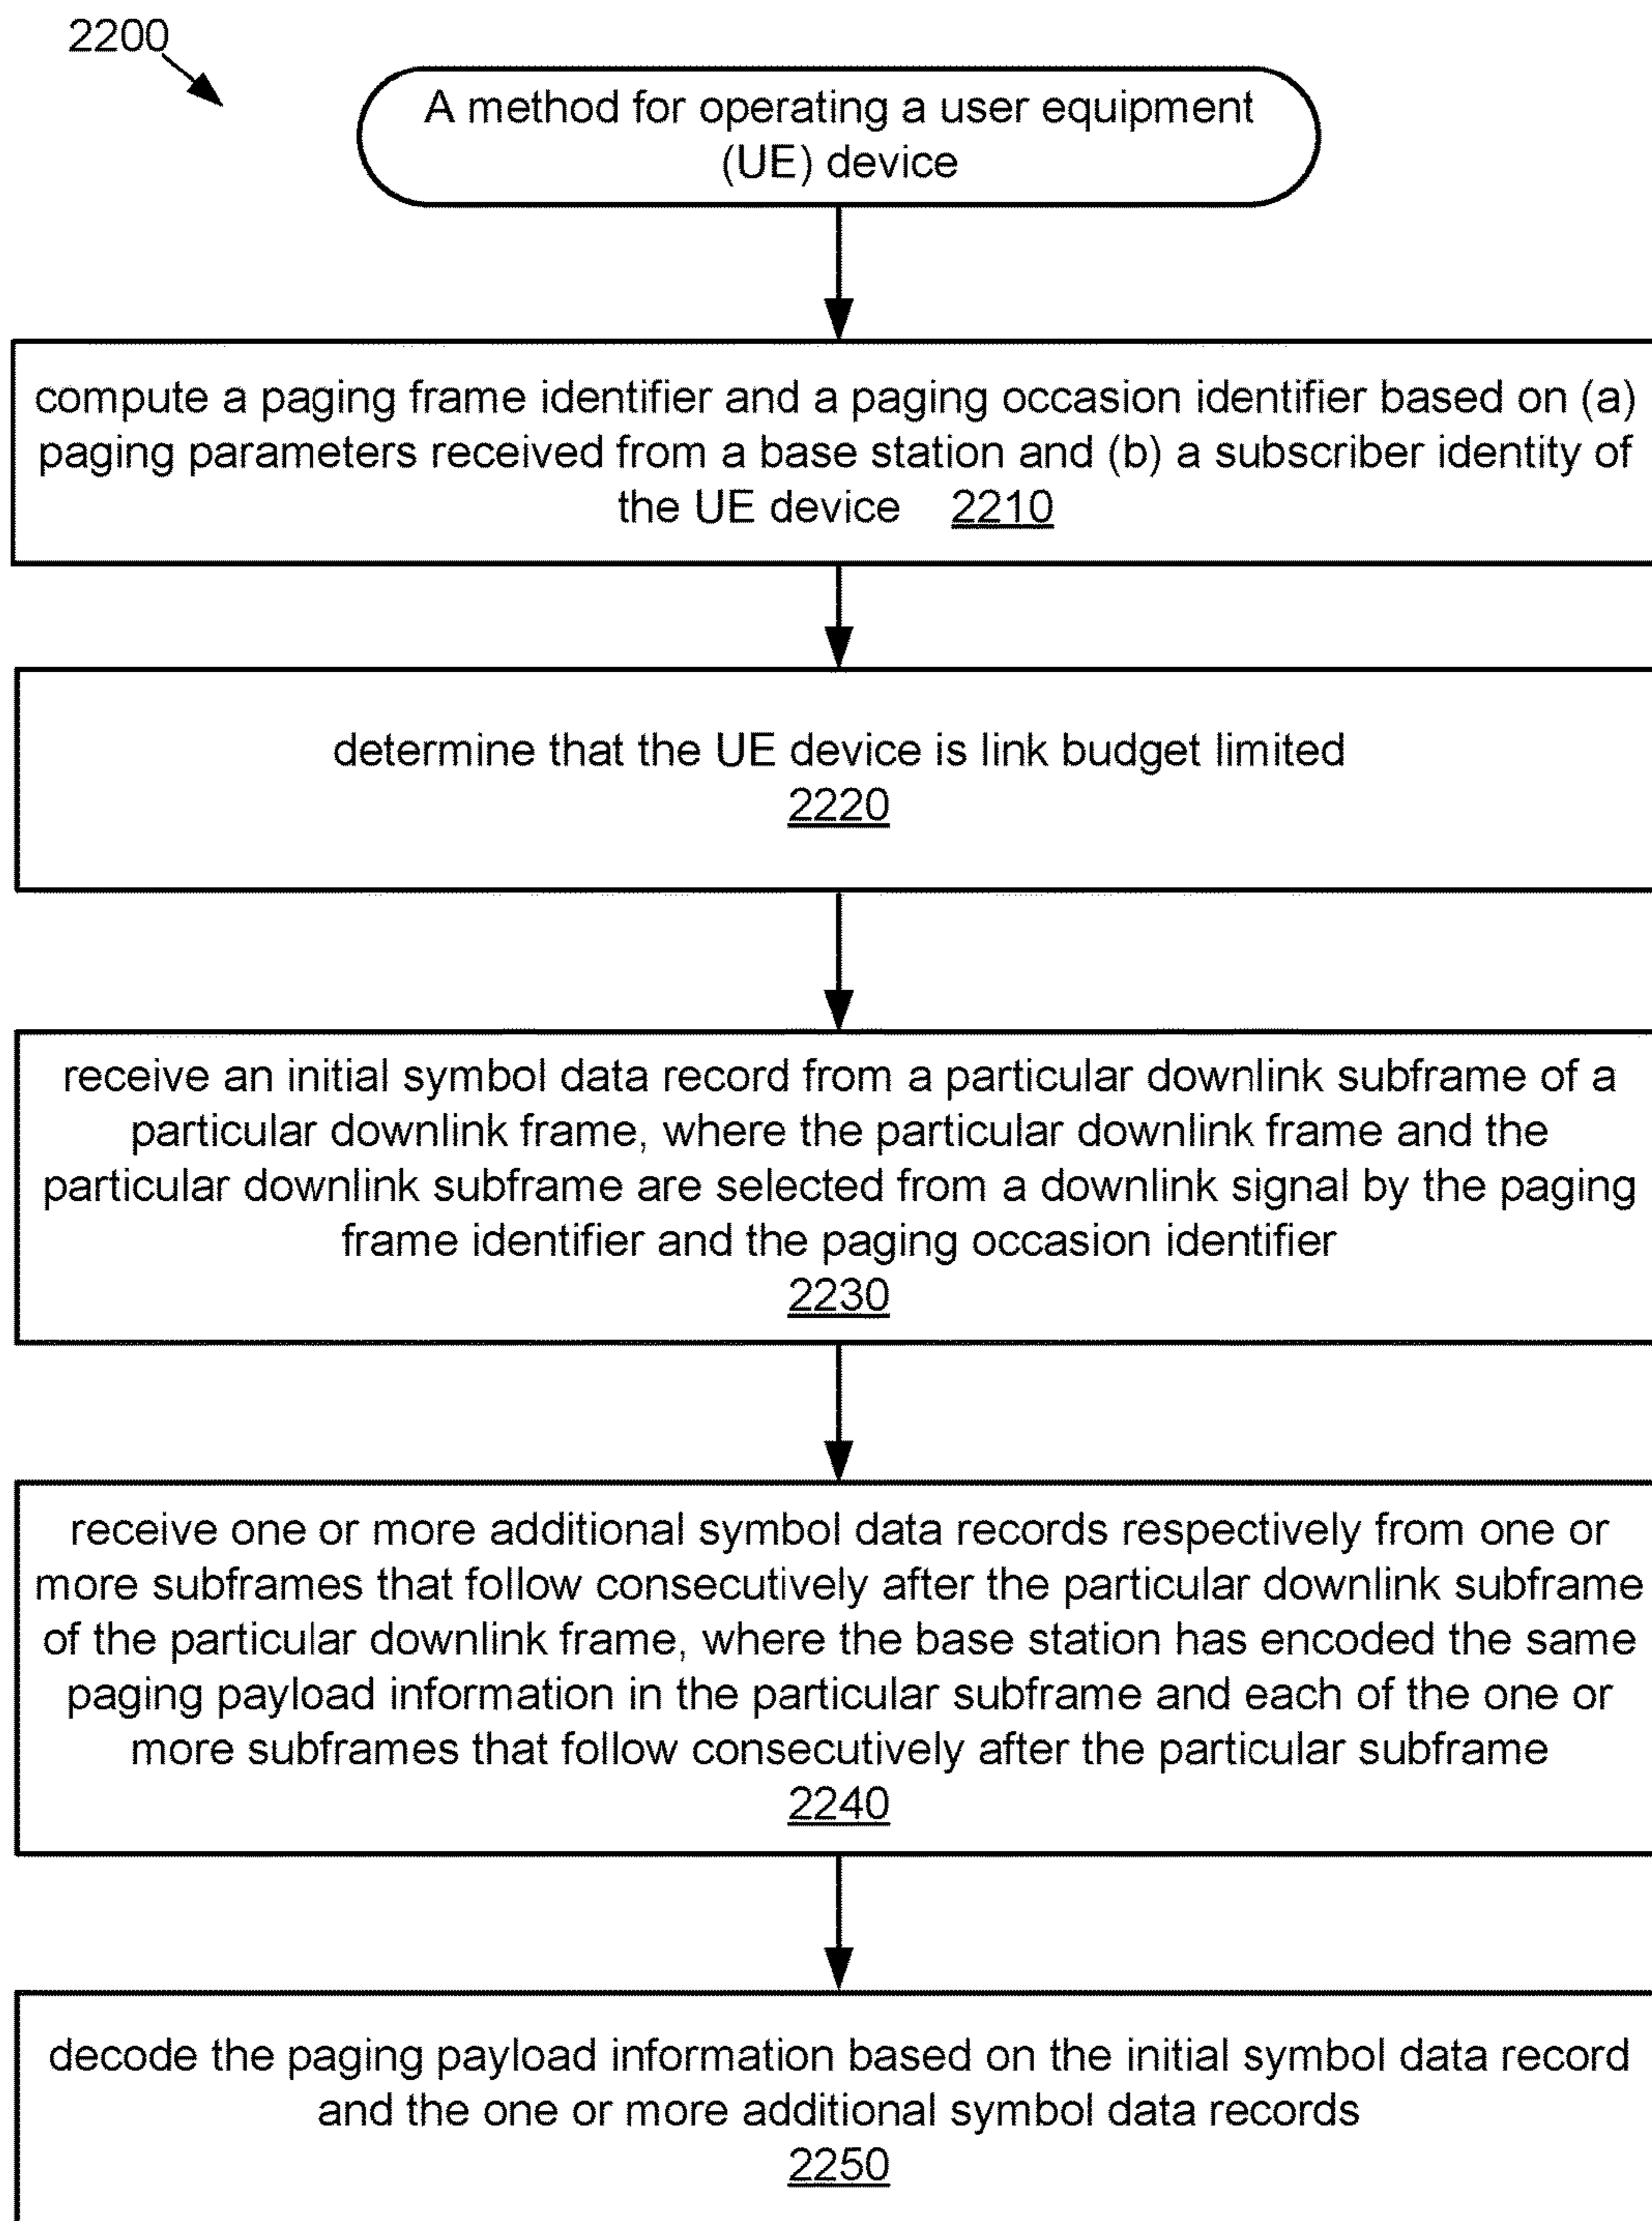 2200
A method for operating a user equipment
(UE) device
compute a paging frame identifier and a paging occasion identifier based on (a)
paging parameters received from a base station and (b) a subscriber identity of
the UE device 2210
determine that the UE device is link budget limited
2220
receive an initial symbol data record from a particular downlink subframe of a
particular downlink frame, where the particular downlink frame and the
particular downlink subframe are selected from a downlink signal by the paging
frame identifier and the paging occasion identifier
2230
receive one or more additional symbol data records respectively from one or
more subframes that follow consecutively after the particular downlink subframe
of the particular downlink frame, where the base station has encoded the same
paging payload information in the particular subframe and each of the one or
more subframes that follow consecutively after the particular subframe
2240
decode the paging payload information based on the initial symbol data record
and the one or more additional symbol data records
2250